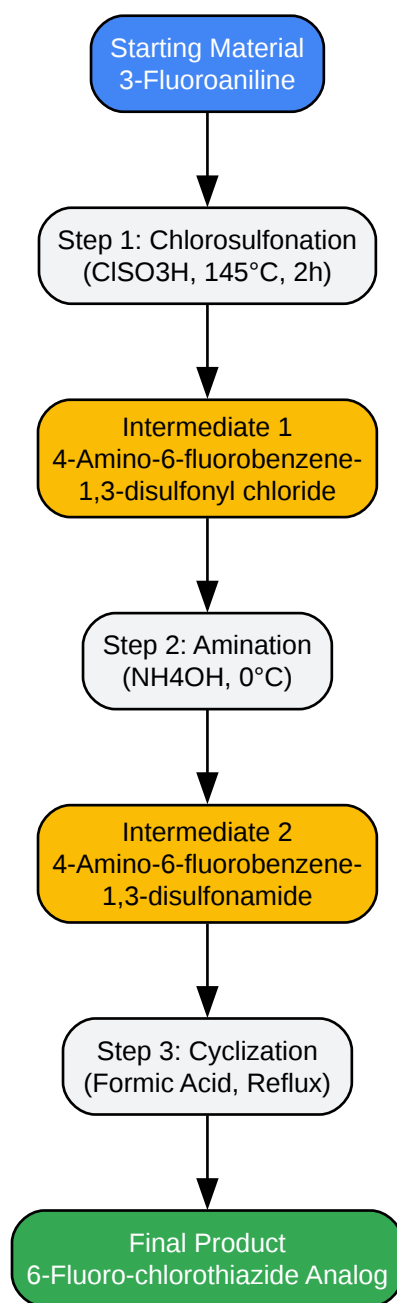 Starting Material
3-Fluoroaniline
Step 1: Chlorosulfonation
(ClSO3H, 145°C, 2h)
Intermediate 1
4-Amino-6-fluorobenzene-
1,3-disulfonyl chloride
Step 2: Amination
(NH4OH, 0°C)
Intermediate 2
4-Amino-6-fluorobenzene-
1,3-disulfonamide
Step 3: Cyclization
(Formic Acid, Reflux)
Final Product
6-Fluoro-chlorothiazide Analog